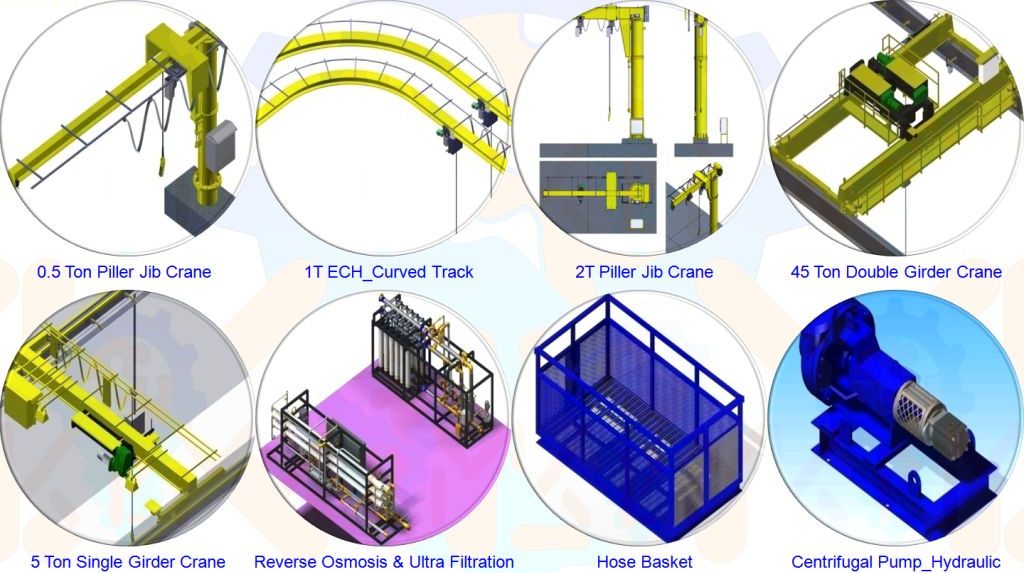 0.5 Ton Piller Jib Crane
1T ECH_Curved Track
2T Piller Jib Crane
45 Ton Double Girder Crane
5 Ton Single Girder Crane
Reverse Osmosis & Ultra Filtration
Hose Basket
Centrifugal Pump_Hydraulic